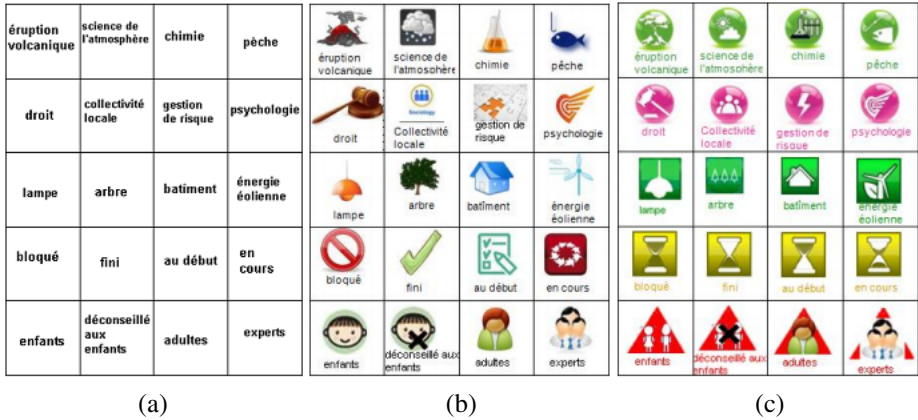 éruption
volcanique
science de
l'atmosphère
chimie
pèche
droit
collectivité
locale
gestion
de risque
psychologie
lampe
arbre
batiment
énergie
éolienne
bloqué
fini
au début
en
cours
enfants
déconseillé
aux
enfants
adultes
experts
éruption
volcanique
science de
l'atmosphère
chimie
pêche
droit
Sociology
Collectivité
locale
gestion de
risque
psychologie
lampe
arbre
batîment
énergie
éolienne
bloqué
fini
au début
en cours
enfants
déconseillé aux
enfants
adultes
experts
éruption
volcanique
science de
l'atmosphère
chimie
pêche
droit
Collectivité
locale
gestion de
risque
psychologie
lampe
arbre
batîment
énergie
éolienne
bloqué
fini
au début
en cours
enfants
déconseillé aux
enfants
adultes
experts
(a)
(b)
(c)